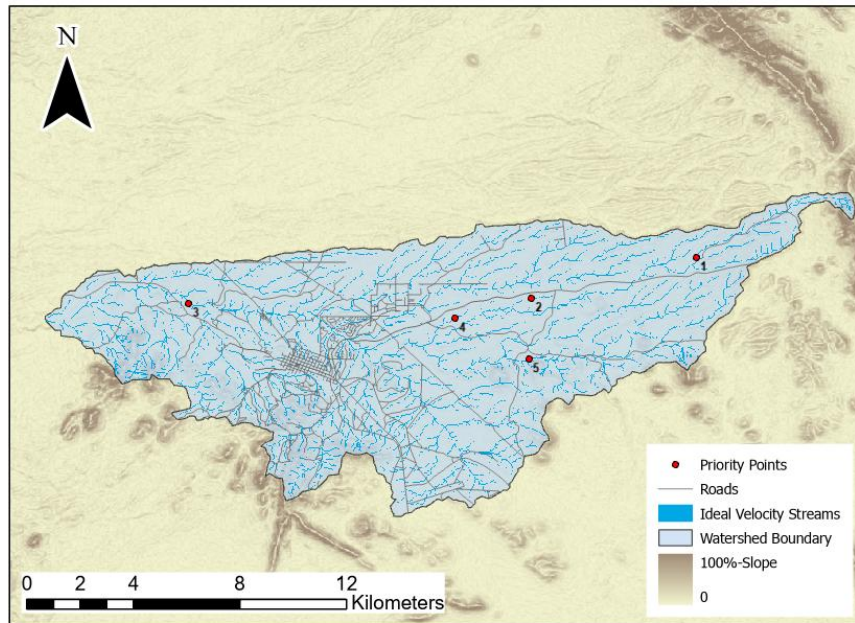 N
1
2
3
4
5
Priority Points
Roads
Ideal Velocity Streams
Watershed Boundary
100%-Slope
0
0 2 4 8 12
Kilometers